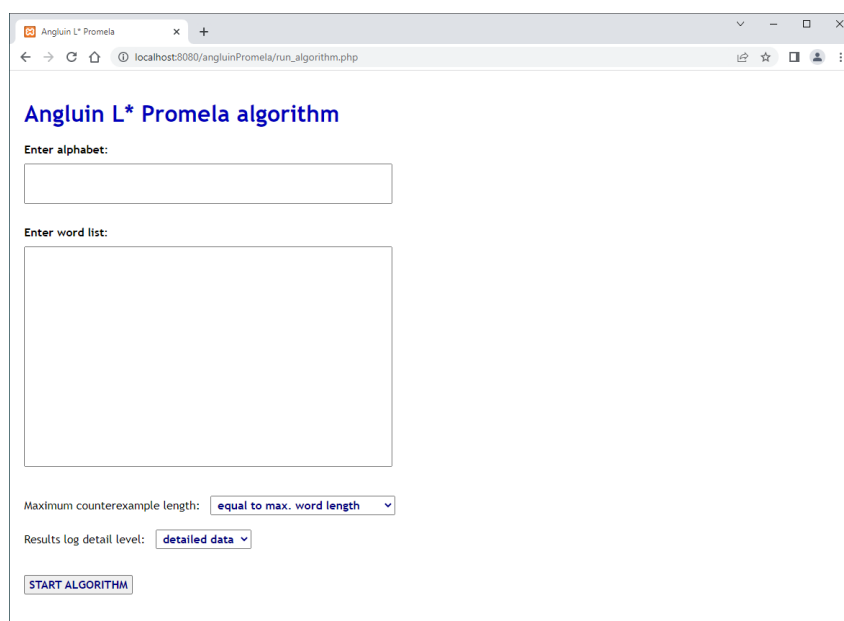 Angluin L* Promela
localhost:8080/angluinPromela/run_algorithm.php
Angluin L* Promela algorithm
Enter alphabet:
Enter word list:
Maximum counterexample length: equal to max. word length
Results log detail level: detailed data
START ALGORITHM